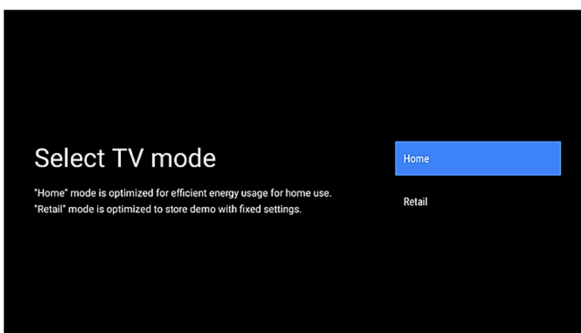 Select TV mode
"Home" mode is optimized for efficient energy usage for home use.
"Retail" mode is optimized to store demo with fixed settings.
Home
Retail